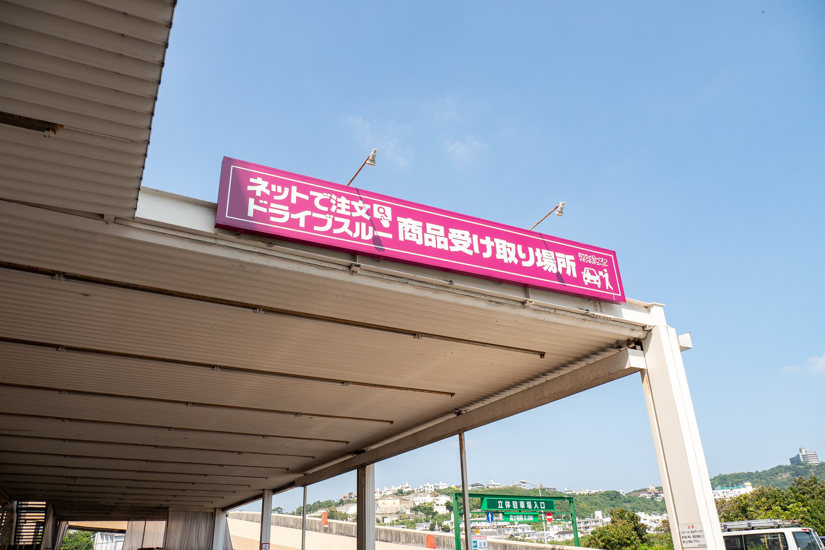 ネットで注文
ドライブスルー
商品受け取り場所
立体駐車場入口